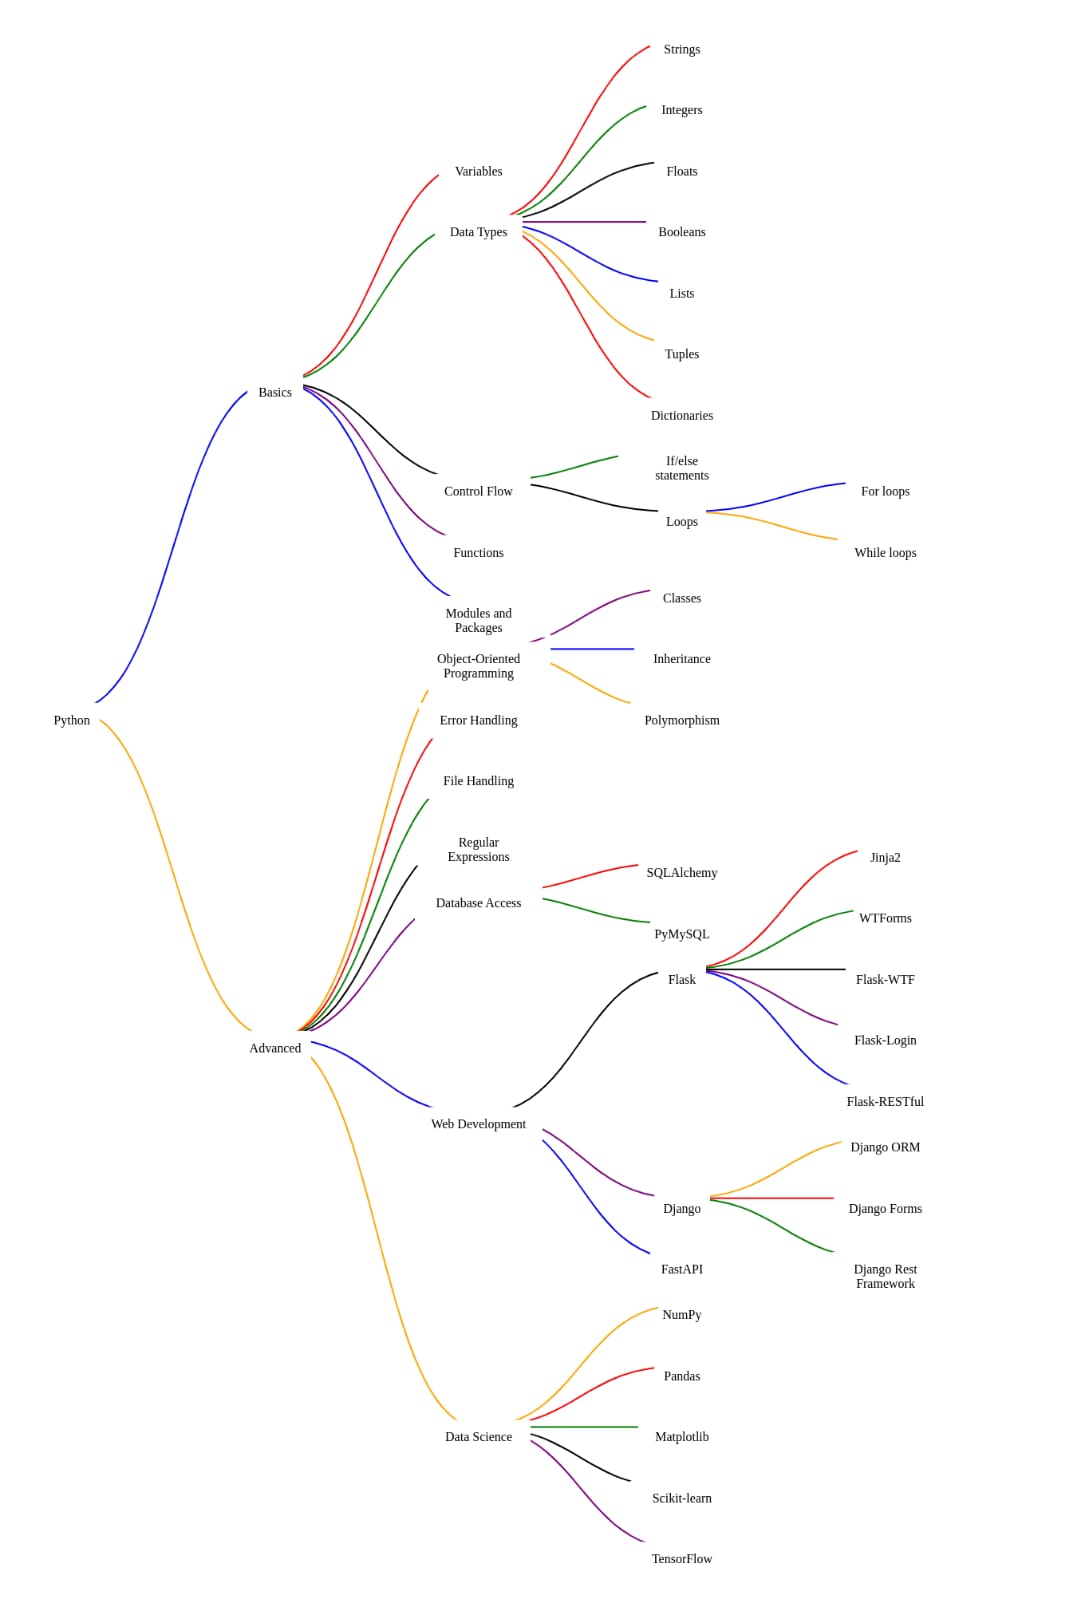 Python
Basics
Variables
Data Types
Strings
Integers
Floats
Booleans
Lists
Tuples
Dictionaries
Control Flow
If/else
statements
Loops
For loops
While loops
Functions
Modules and
Packages
Advanced
Object-Oriented
Programming
Classes
Inheritance
Polymorphism
Error Handling
File Handling
Regular
Expressions
Database Access
SQLAlchemy
PyMySQL
Web Development
Flask
Jinja2
WTForms
Flask-WTF
Flask-Login
Flask-RESTful
Django
Django ORM
Django Forms
Django Rest
Framework
FastAPI
Data Science
NumPy
Pandas
Matplotlib
Scikit-learn
TensorFlow